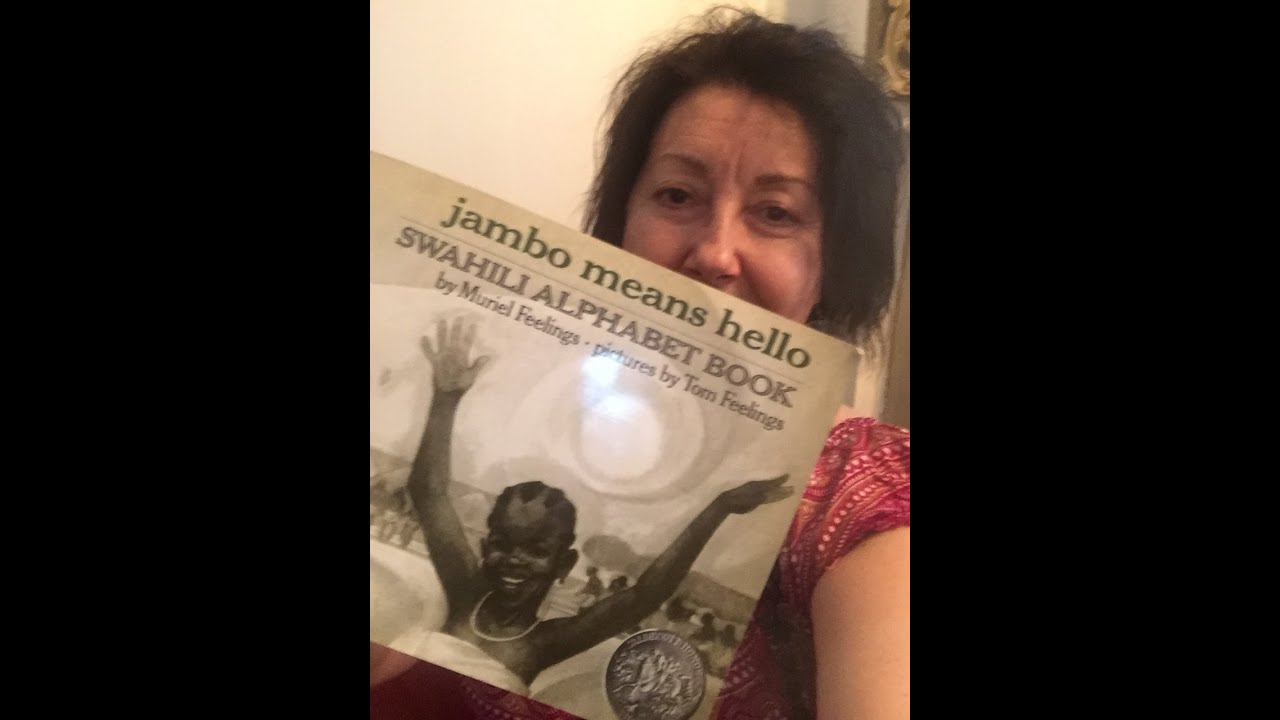 jambo means hello
SWAHILI ALPHABET BOOK
by Muriel Feelings · pictures by Tom Feelings